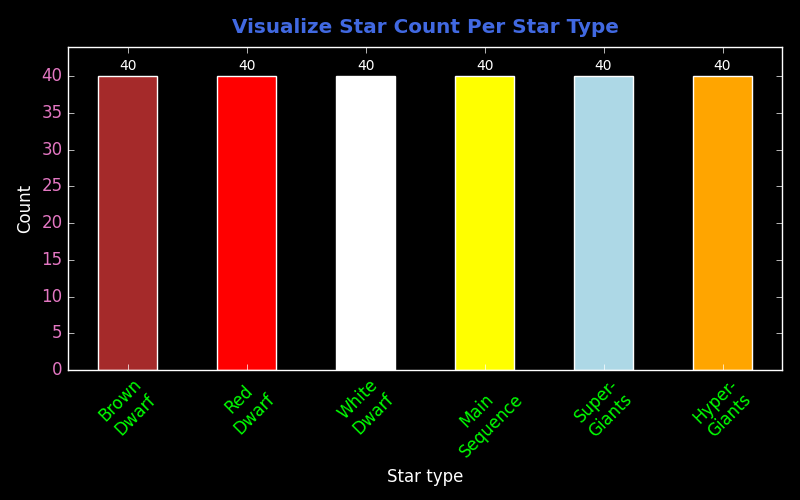 Visualize Star Count Per Star Type
40 40 40 40 40 40
40
35
30
25
20
15
10
5
0
Count
Brown
Dwarf
Red
Dwarf
White
Dwarf
Main
Sequence
Super-
Giants
Hyper-
Giants
Star type